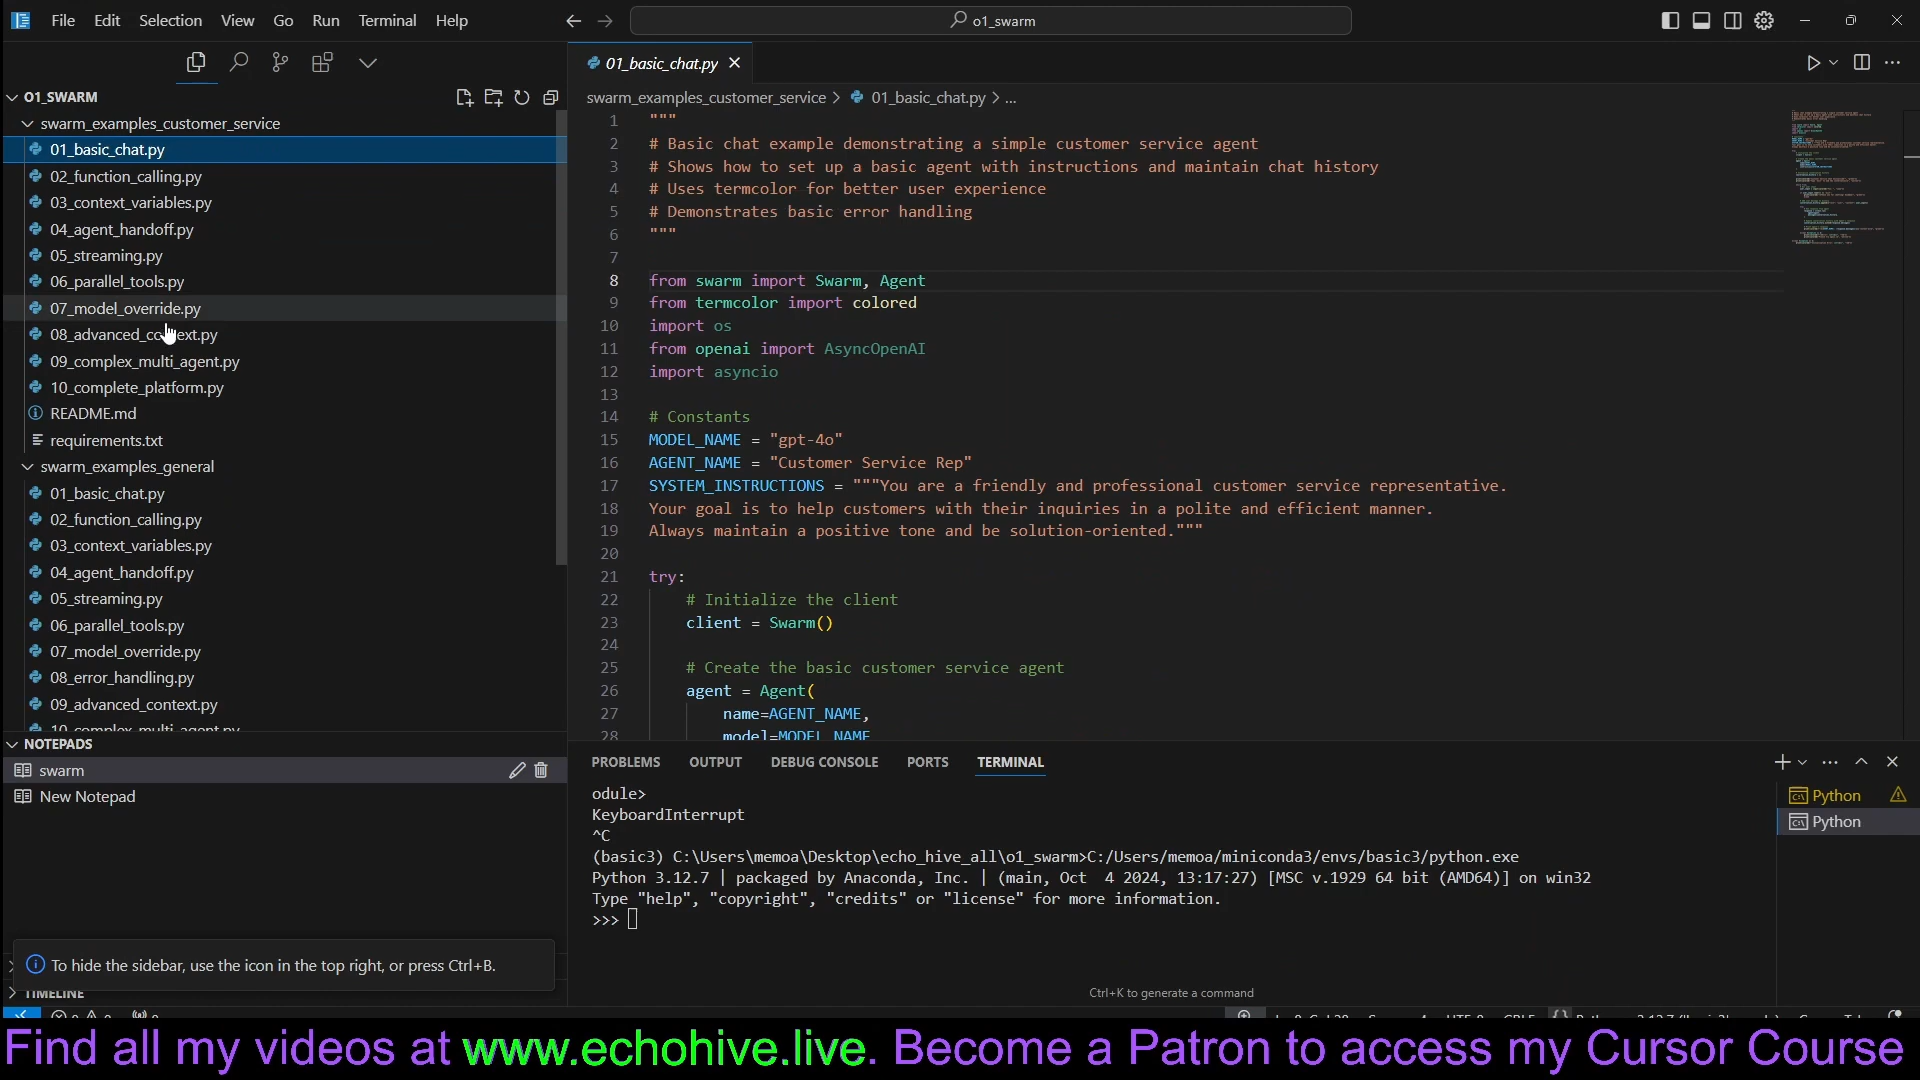 File Edit Selection View Go Run Terminal Help
o1_swarm
01_basic_chat.py
O1_SWARM
swarm_examples_customer_service
01_basic_chat.py
02_function_calling.py
03_context_variables.py
04_agent_handoff.py
05_streaming.py
06_parallel_tools.py
07_model_override.py
09_complex_multi_agent.py
10_complete_platform.py
README.md
requirements.txt
swarm_examples_general
01_basic_chat.py
02_function_calling.py
03_context_variables.py
04_agent_handoff.py
05_streaming.py
06_parallel_tools.py
07_model_override.py
08_error_handling.py
09_advanced_context.py
10_complex_multi_agent.py
NOTEPADS
swarm
New Notepad
To hide the sidebar, use the icon in the top right, or press Ctrl+B.
TIMELINE
swarm_examples_customer_service > 01_basic_chat.py > ...
1 """
2 # Basic chat example demonstrating a simple customer service agent
3 # Shows how to set up a basic agent with instructions and maintain chat history
4 # Uses termcolor for better user experience
5 # Demonstrates basic error handling
6 """
7
8 from swarm import Swarm, Agent
9 from termcolor import colored
10 import os
11 from openai import AsyncOpenAI
12 import asyncio
13
14 # Constants
15 MODEL_NAME = "gpt-4o"
16 AGENT_NAME = "Customer Service Rep"
17 SYSTEM_INSTRUCTIONS = """You are a friendly and professional customer service representative.
18 Your goal is to help customers with their inquiries in a polite and efficient manner.
19 Always maintain a positive tone and be solution-oriented."""
20
21 try:
22 # Initialize the client
23 client = Swarm()
24
25 # Create the basic customer service agent
26 agent = Agent(
27 name=AGENT_NAME,
28 model=MODEL_NAME
PROBLEMS OUTPUT DEBUG CONSOLE PORTS TERMINAL
odule>
KeyboardInterrupt
^C
(basic3) C:\Users\memoa\Desktop\echo_hive_all\o1_swarm>C:/Users/memoa/miniconda3/envs/basic3/python.exe
Python 3.12.7 | packaged by Anaconda, Inc. | (main, Oct 4 2024, 13:17:27) [MSC v.1929 64 bit (AMD64)] on win32
Type "help", "copyright", "credits" or "license" for more information.
>>>
Ctrl+K to generate a command
Python
Python
Find all my videos at www.echohive.live. Become a Patron to access my Cursor Course